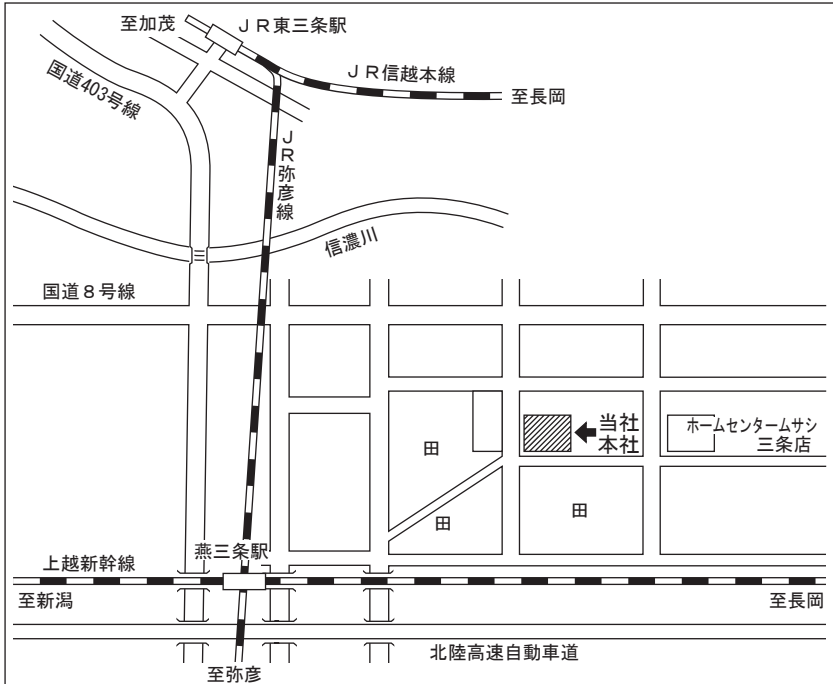 至加茂
ＪＲ東三条駅
国道403号線
ＪＲ信越本線
至長岡
ＪＲ弥彦線
信濃川
国道８号線
当社
本社
ホームセンタームサシ
三条店
田
田
田
燕三条駅
上越新幹線
至新潟
至長岡
北陸高速自動車道
至弥彦